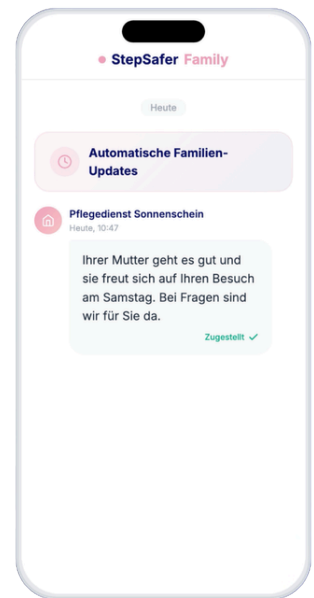 StepSafer Family
Heute
Automatische Familien-
Updates
Pflegedienst Sonnenschein
Heute, 10:47
Ihrer Mutter geht es gut und
sie freut sich auf Ihren Besuch
am Samstag. Bei Fragen sind
wir für Sie da.
Zugestellt